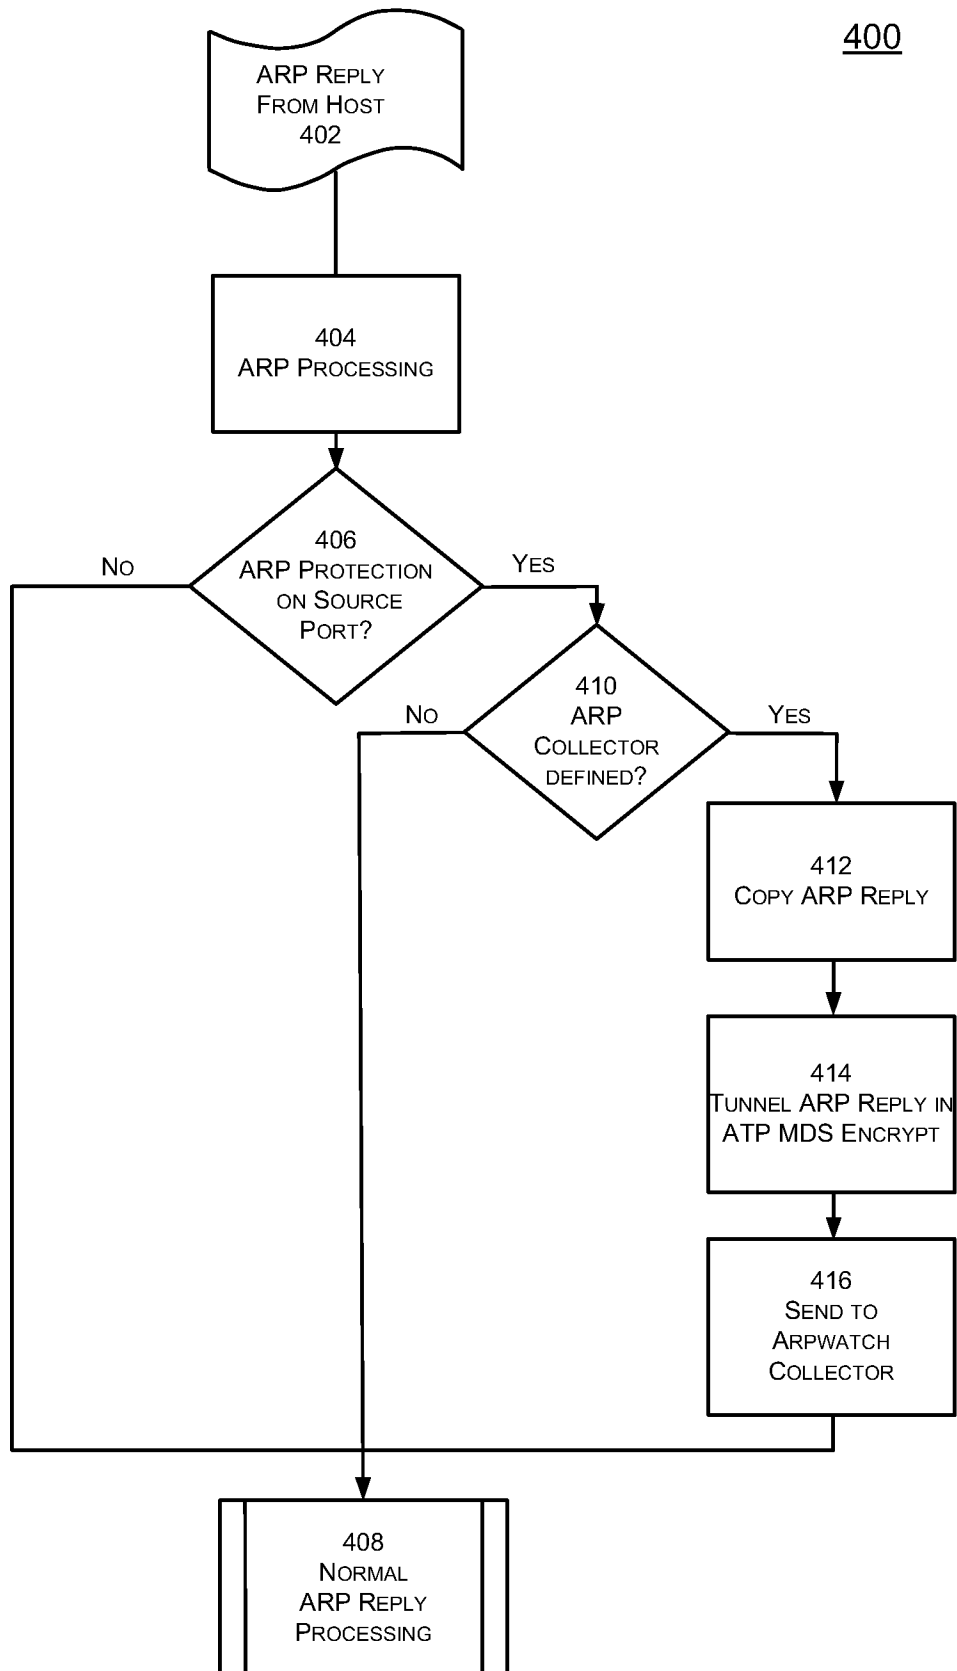 400
ARP REPLY
FROM HOST
402
404
ARP PROCESSING
406
ARP PROTECTION
ON SOURCE
PORT?
NO
YES
410
ARP
COLLECTOR
DEFINED?
NO
YES
412
COPY ARP REPLY
414
TUNNEL ARP REPLY IN
ATP MDS ENCRYPT
416
SEND TO
ARPWATCH
COLLECTOR
408
NORMAL
ARP REPLY
PROCESSING